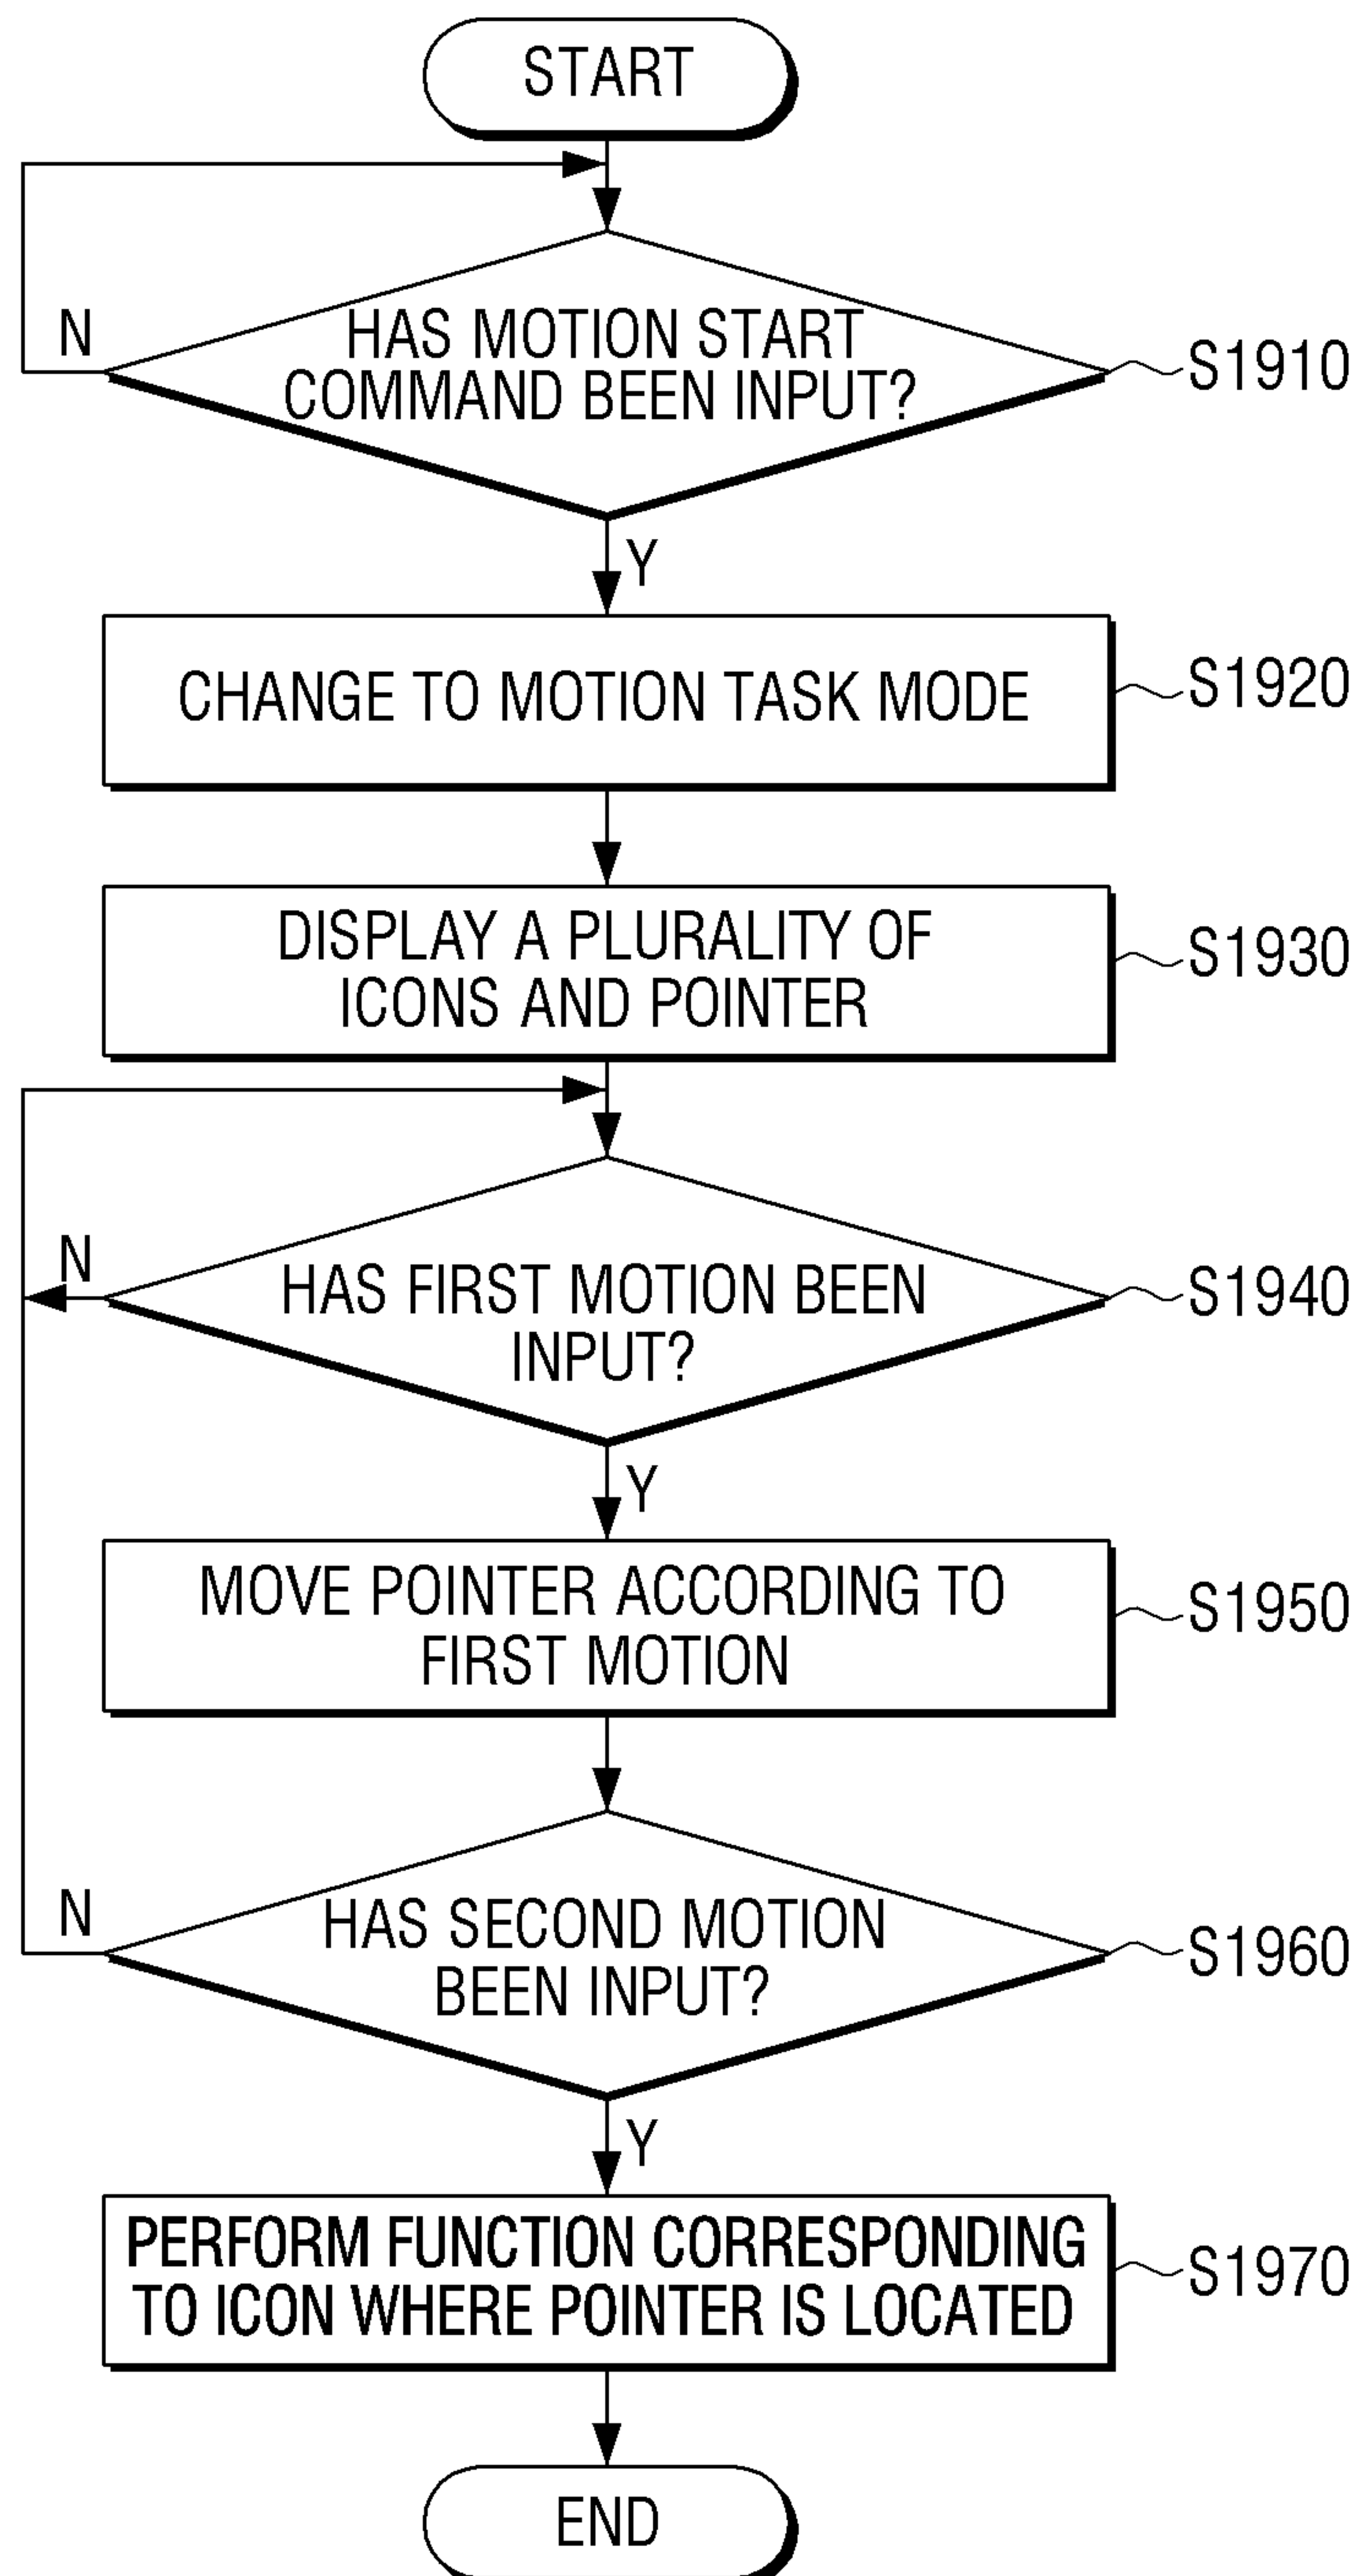 START
N
HAS MOTION START
COMMAND BEEN INPUT?
S1910
Y
CHANGE TO MOTION TASK MODE
S1920
DISPLAY A PLURALITY OF
ICONS AND POINTER
S1930
N
HAS FIRST MOTION BEEN
INPUT?
S1940
Y
MOVE POINTER ACCORDING TO
FIRST MOTION
S1950
N
HAS SECOND MOTION
BEEN INPUT?
S1960
Y
PERFORM FUNCTION CORRESPONDING
TO ICON WHERE POINTER IS LOCATED
S1970
END